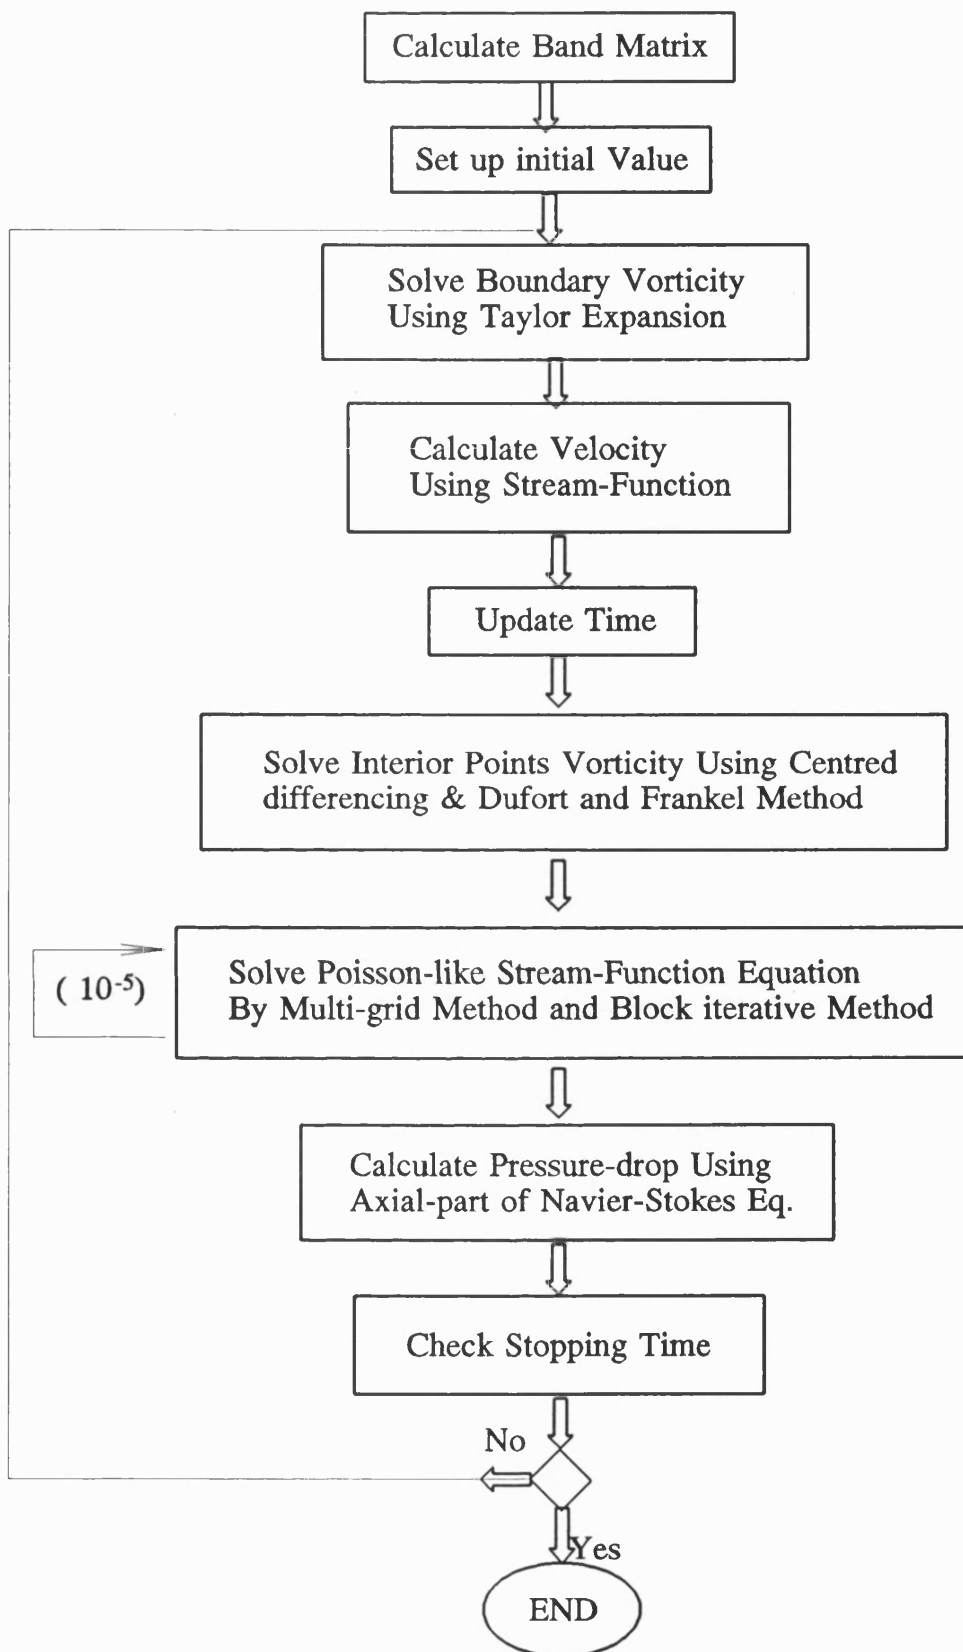 Calculate Band Matrix
Set up initial Value
Solve Boundary Vorticity
Using Taylor Expansion
Calculate Velocity
Using Stream-Function
Update Time
Solve Interior Points Vorticity Using Centred
differencing & Dufort and Frankel Method
( 10⁻⁵)
Solve Poisson-like Stream-Function Equation
By Multi-grid Method and Block iterative Method
Calculate Pressure-drop Using
Axial-part of Navier-Stokes Eq.
Check Stopping Time
No
Yes
END